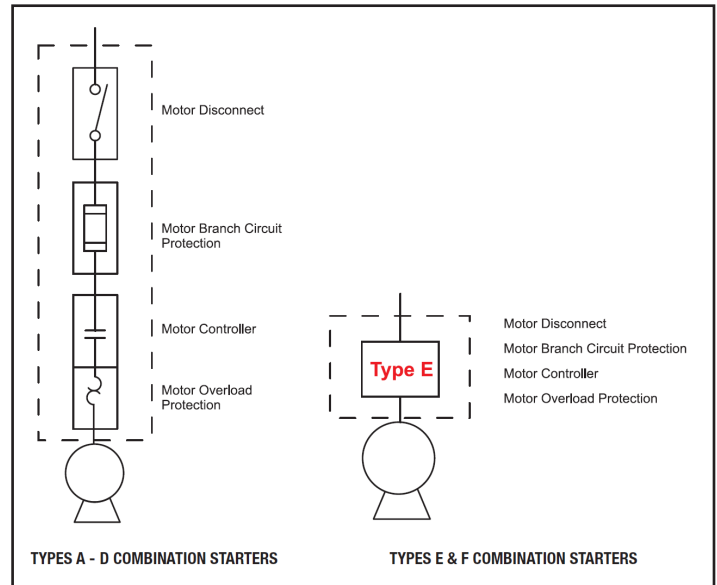 Motor Disconnect
Motor Branch Circuit
Protection
Motor Controller
Motor Overload
Protection
TYPES A - D COMBINATION STARTERS
Type E
Motor Disconnect
Motor Branch Circuit Protection
Motor Controller
Motor Overload Protection
TYPES E & F COMBINATION STARTERS